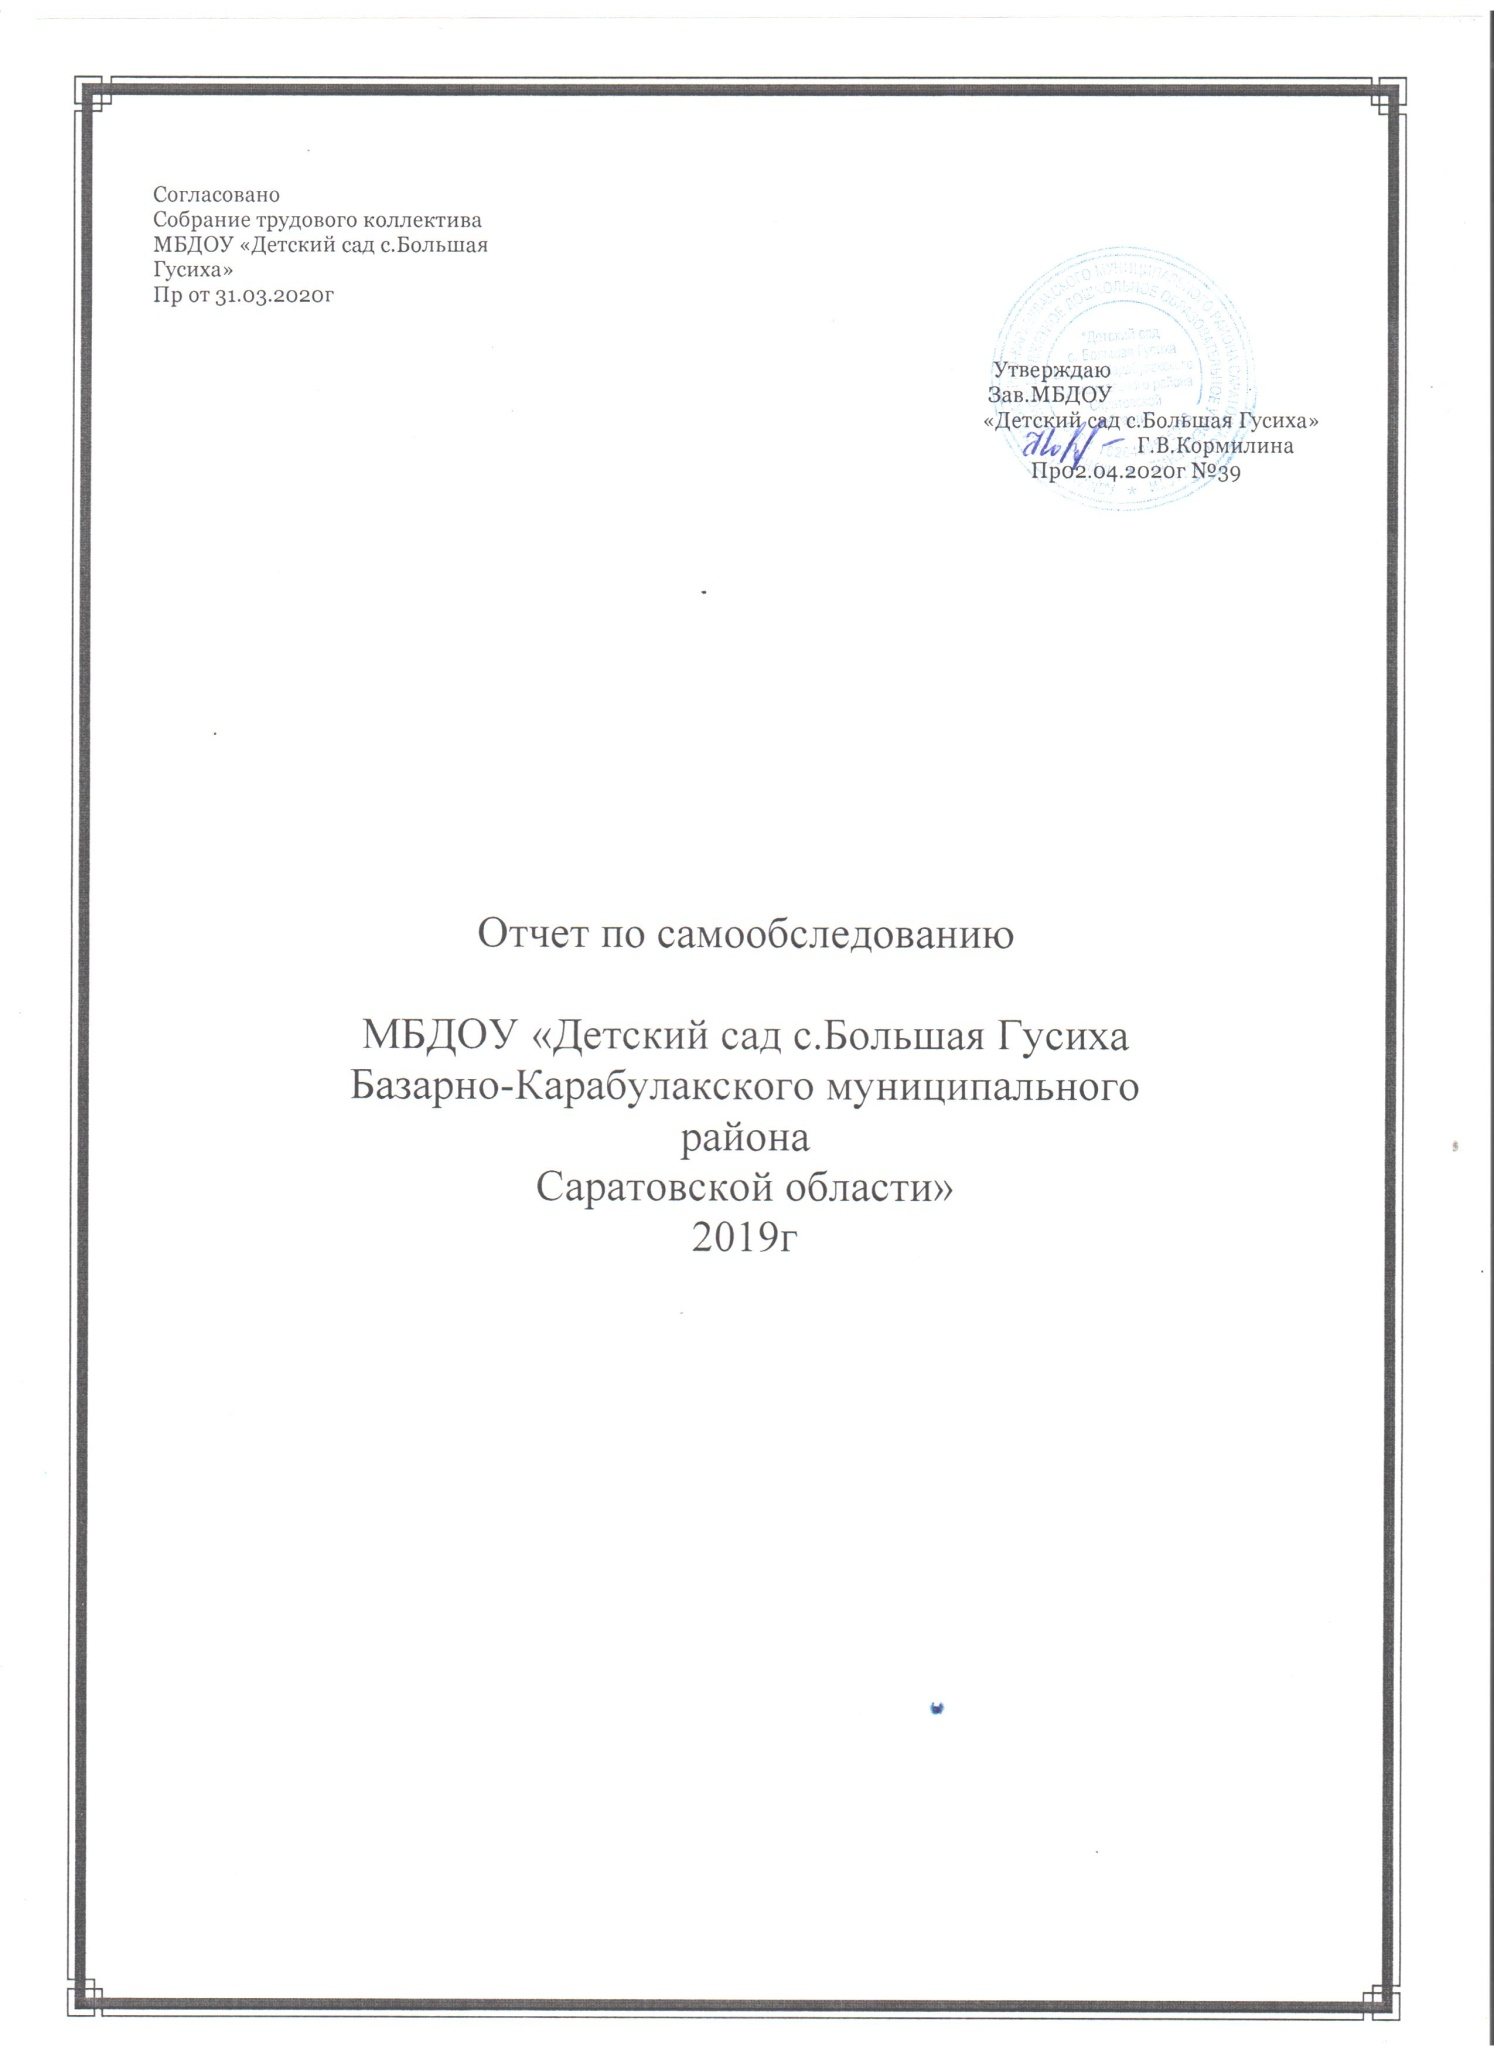 Согласовано
Собрание трудового коллектива
МБДОУ «Детский сад с.Большая
Гусиха»
Пр от 31.03.2020г
Утверждаю
Зав.МБДОУ
«Детский сад с.Большая Гусиха»
Г.В.Кормилина
Пр02.04.2020г №39
Отчет по самообследованию
МБДОУ «Детский сад с.Большая Гусиха
Базарно-Карабулакского муниципального
района
Саратовской области»
2019г